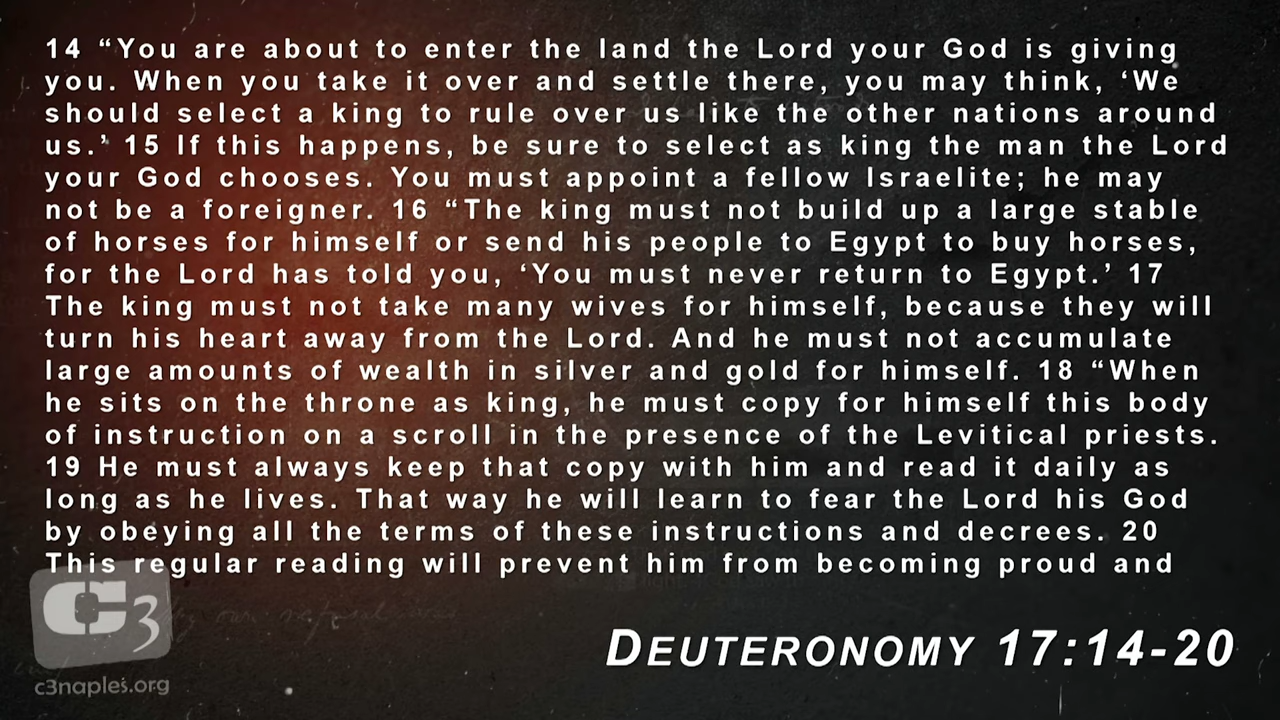 14 “You are about to enter the land the Lord your God is giving
you. When you take it over and settle there, you may think, ‘We
should select a king to rule over us like the other nations around
us.’ 15 If this happens, be sure to select as king the man the Lord
your God chooses. You must appoint a fellow Israelite; he may
not be a foreigner. 16 “The king must not build up a large stable
of horses for himself or send his people to Egypt to buy horses,
for the Lord has told you, ‘You must never return to Egypt.’ 17
The king must not take many wives for himself, because they will
turn his heart away from the Lord. And he must not accumulate
large amounts of wealth in silver and gold for himself. 18 “When
he sits on the throne as king, he must copy for himself this body
of instruction on a scroll in the presence of the Levitical priests.
19 He must always keep that copy with him and read it daily as
long as he lives. That way he will learn to fear the Lord his God
by obeying all the terms of these instructions and decrees. 20
This regular reading will prevent him from becoming proud and
DEUTERONOMY 17:14-20
C3
c3naples.org